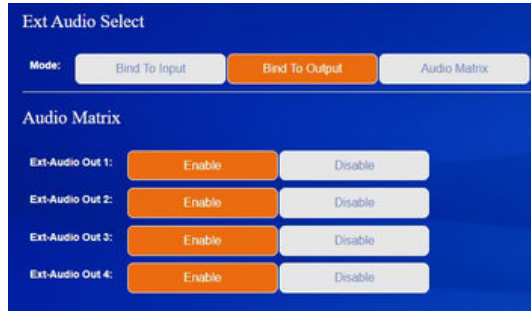 Ext Audio Select
Mode: Bind To Input Bind To Output Audio Matrix
Audio Matrix
Ext-Audio Out 1: Enable Disable
Ext-Audio Out 2: Enable Disable
Ext-Audio Out 3: Enable Disable
Ext-Audio Out 4: Enable Disable